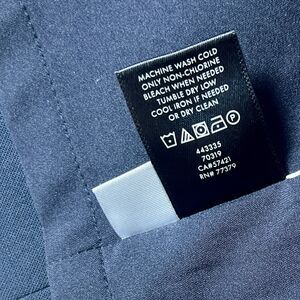 MACHINE WASH COLD
ONLY NON-CHLORINE
BLEACH WHEN NEEDED
TUMBLE DRY LOW
COOL IRON IF NEEDED
OR DRY CLEAN
443335
70319
CA#57421
RN# 77379